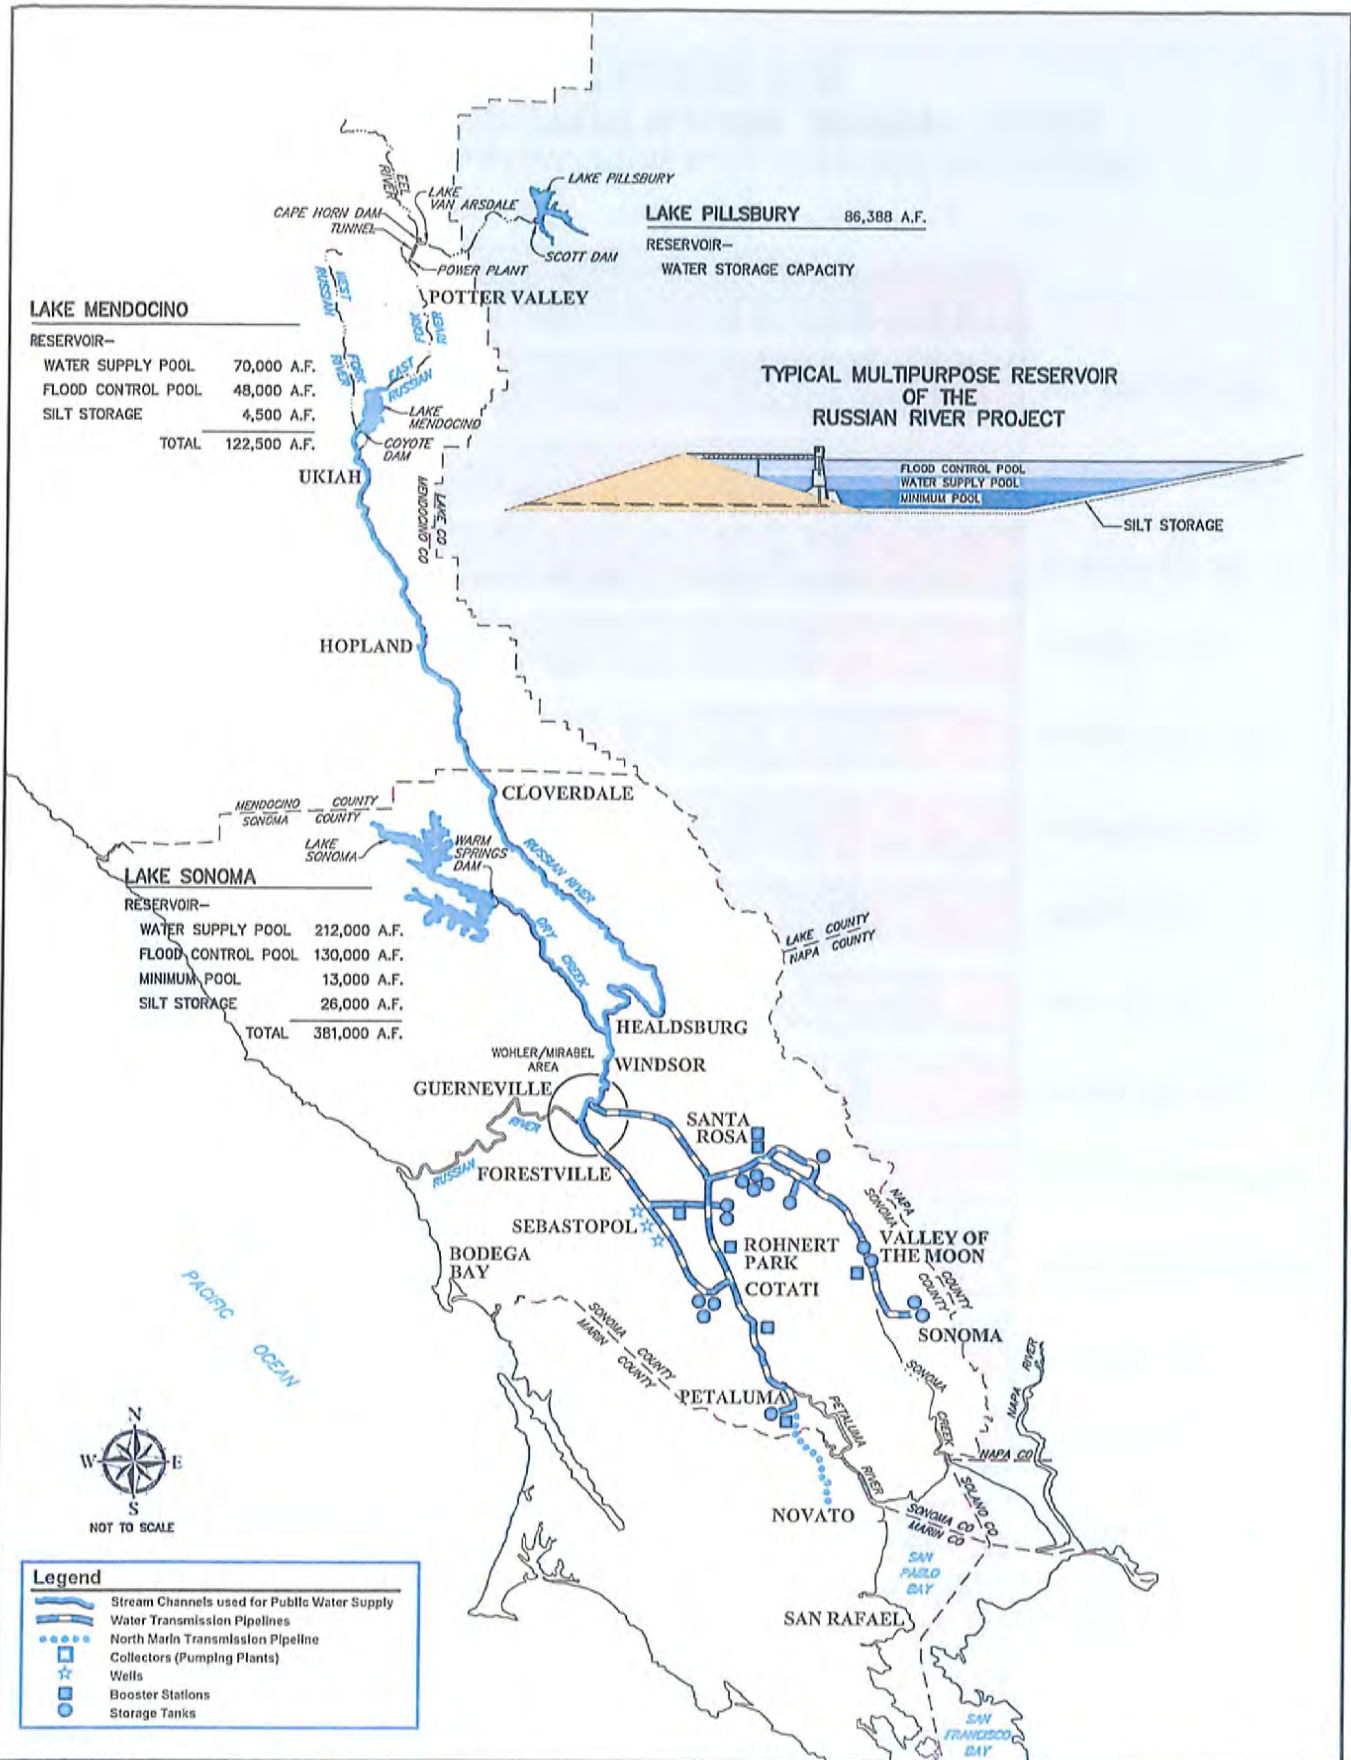 EEL
RIVER
LAKE
VAN ARSDALE
LAKE PILLSBURY
CAPE HORN DAM
TUNNEL
SCOTT DAM
POWER PLANT
POTTER VALLEY
LAKE PILLSBURY 86,388 A.F.
RESERVOIR–
WATER STORAGE CAPACITY
WEST
RUSSIAN
FORK
RIVER
FORK
RIVER
EAST
RUSSIAN
LAKE MENDOCINO
RESERVOIR–
WATER SUPPLY POOL 70,000 A.F.
FLOOD CONTROL POOL 48,000 A.F.
SILT STORAGE 4,500 A.F.
TOTAL 122,500 A.F.
LAKE
MENDOCINO
COYOTE
DAM
UKIAH
MENDOCINO CO
LAKE CO
TYPICAL MULTIPURPOSE RESERVOIR
OF THE
RUSSIAN RIVER PROJECT
FLOOD CONTROL POOL
WATER SUPPLY POOL
MINIMUM POOL
SILT STORAGE
HOPLAND
CLOVERDALE
MENDOCINO COUNTY
SONOMA COUNTY
LAKE
SONOMA
WARM
SPRINGS
DAM
RUSSIAN RIVER
DRY CREEK
LAKE SONOMA
RESERVOIR–
WATER SUPPLY POOL 212,000 A.F.
FLOOD CONTROL POOL 130,000 A.F.
MINIMUM POOL 13,000 A.F.
SILT STORAGE 26,000 A.F.
TOTAL 381,000 A.F.
LAKE COUNTY
NAPA COUNTY
HEALDSBURG
WOHLER/MIRABEL
AREA
WINDSOR
GUERNEVILLE
RUSSIAN RIVER
FORESTVILLE
SANTA
ROSA
SEBASTOPOL
NAPA COUNTY
SONOMA COUNTY
VALLEY OF
THE MOON
ROHNERT
PARK
COTATI
BODEGA
BAY
SONOMA
SONOMA COUNTY
MARIN COUNTY
PACIFIC OCEAN
PETALUMA
PETALUMA RIVER
SONOMA CREEK
NAPA RIVER
NAPA CO
SOLANO CO
SONOMA CO
MARIN CO
NOVATO
SAN
PABLO
BAY
SAN RAFAEL
SAN
FRANCISCO
BAY
N
W E
S
NOT TO SCALE
Legend
Stream Channels used for Public Water Supply
Water Transmission Pipelines
North Marin Transmission Pipeline
Collectors (Pumping Plants)
Wells
Booster Stations
Storage Tanks